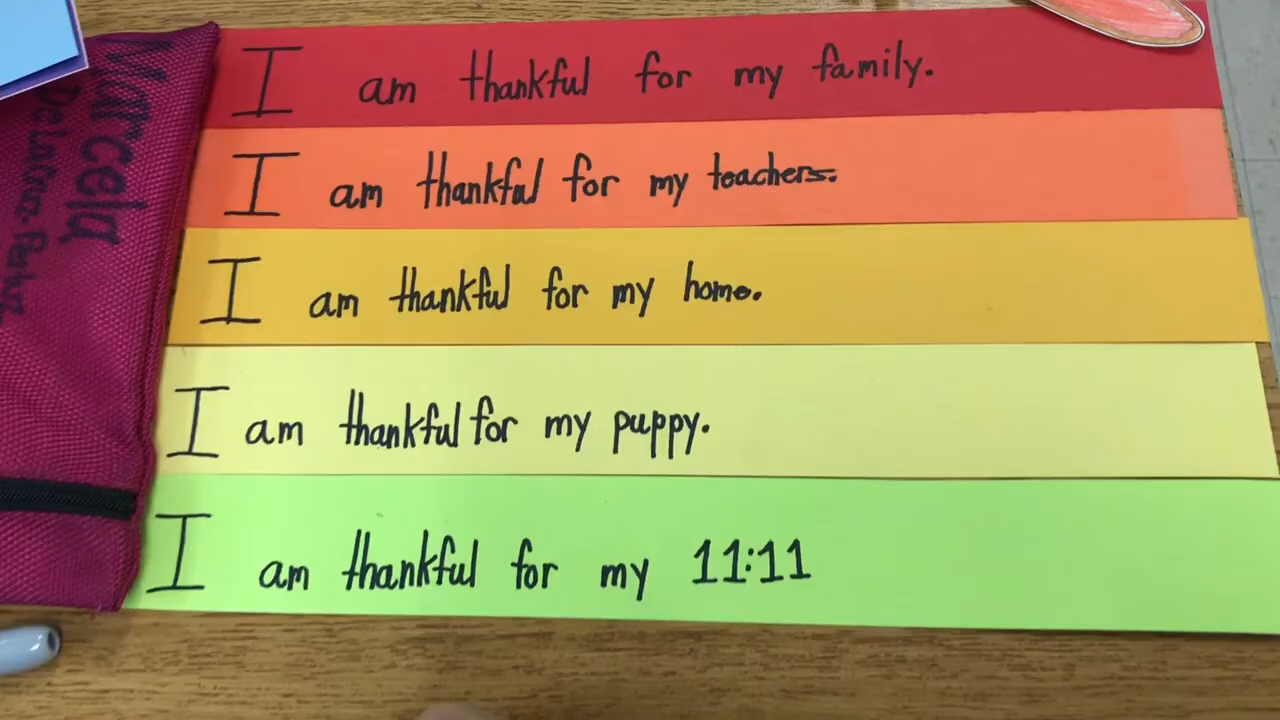 I am thankful for my family.
I am thankful for my teachers.
I am thankful for my home.
I am thankful for my puppy.
I am thankful for my 11:11
Marcela